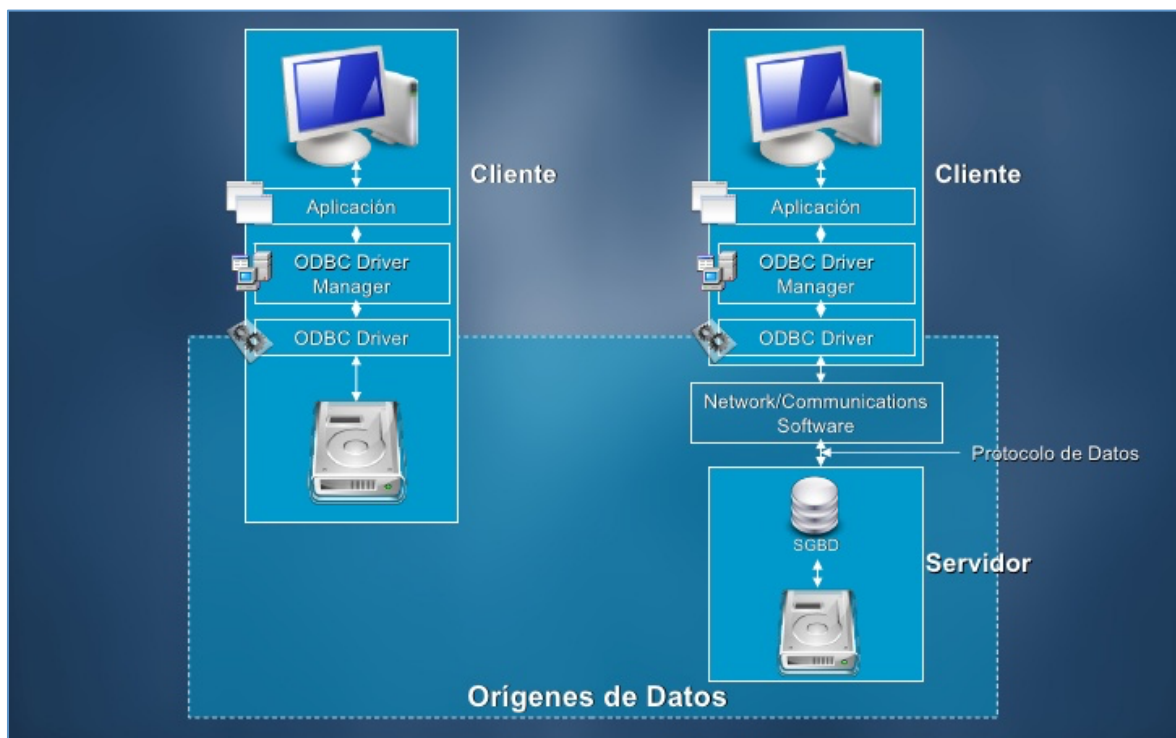 Cliente
Aplicación
ODBC Driver
Manager
ODBC Driver
Cliente
Aplicación
ODBC Driver
Manager
ODBC Driver
Network/Communications
Software
Protocolo de Datos
SGBD
Servidor
Orígenes de Datos